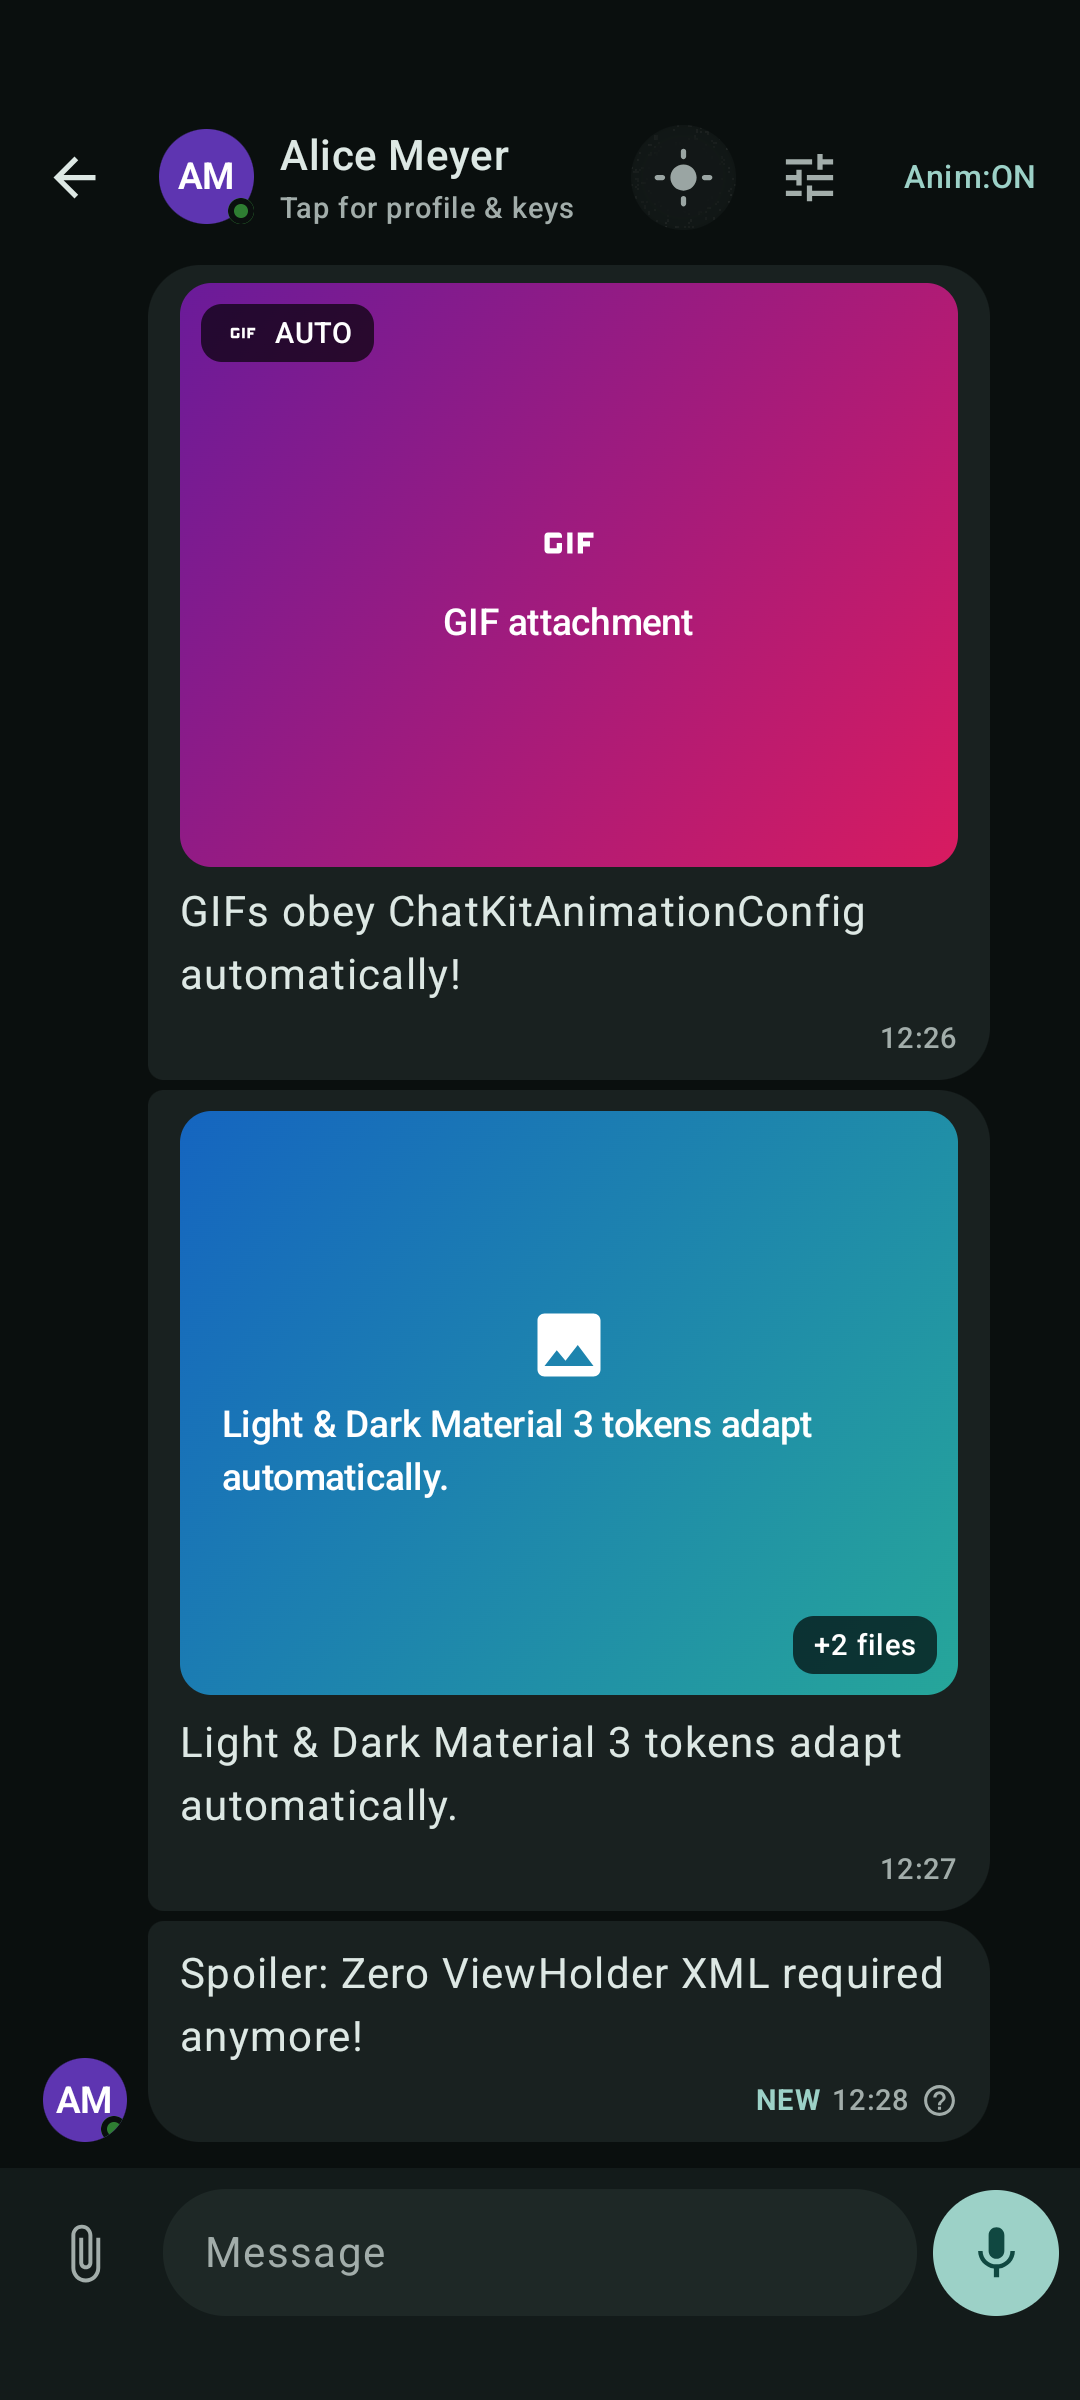 AM
Alice Meyer
Tap for profile & keys
Anim:ON
GIF AUTO
GIF
GIF attachment
GIFs obey ChatKitAnimationConfig
automatically!
12:26
Light & Dark Material 3 tokens adapt
automatically.
+2 files
Light & Dark Material 3 tokens adapt
automatically.
12:27
Spoiler: Zero ViewHolder XML required
anymore!
AM
NEW 12:28
Message